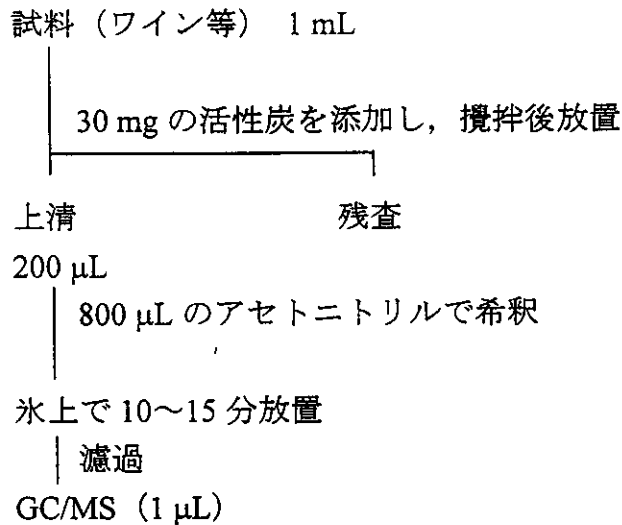 試料（ワイン等） 1 mL
30 mg の活性炭を添加し，攪拌後放置
上清 残査
200 μL
800 μL のアセトニトリルで希釈
氷上で 10～15 分放置
濾過
GC/MS（1 μL）